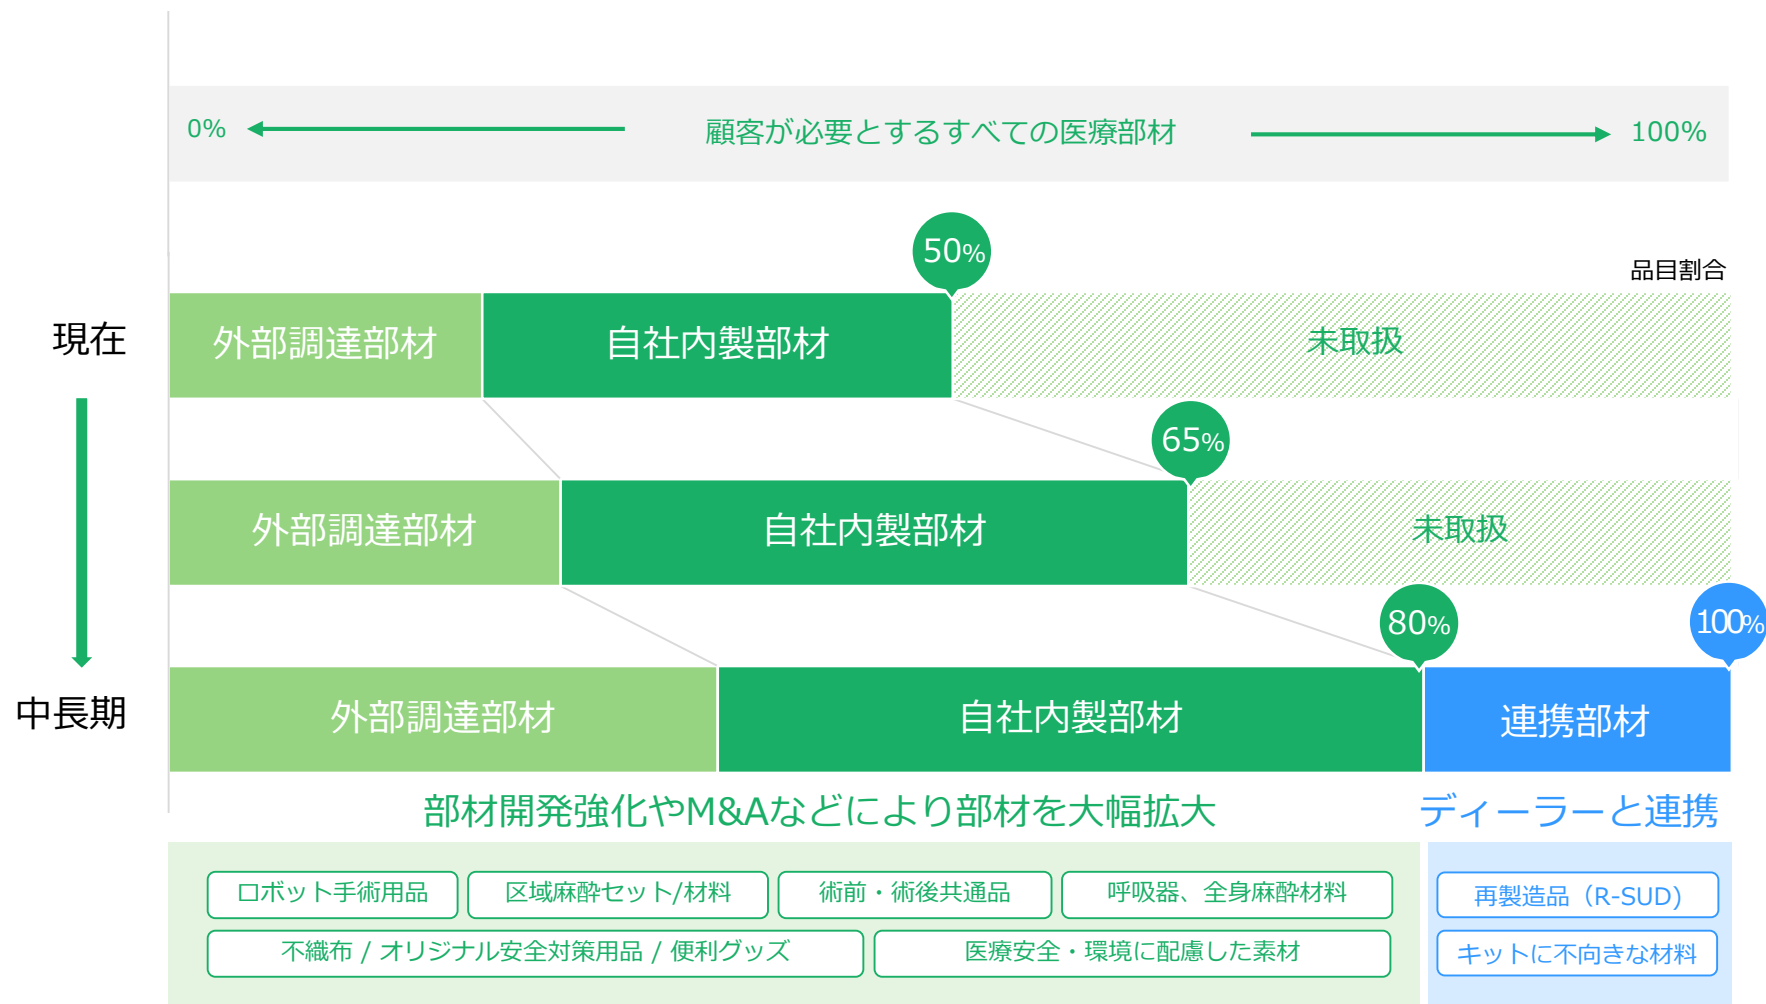 0%
顧客が必要とするすべての医療部材
100%
50%
品目割合
現在
外部調達部材
自社内製部材
未取扱
65%
外部調達部材
自社内製部材
未取扱
80%
100%
中長期
外部調達部材
自社内製部材
連携部材
部材開発強化やM&Aなどにより部材を大幅拡大
ディーラーと連携
ロボット手術用品
区域麻酔セット/材料
術前・術後共通品
呼吸器、全身麻酔材料
再製造品（R-SUD)
不織布 / オリジナル安全対策用品 / 便利グッズ
医療安全・環境に配慮した素材
キットに不向きな材料